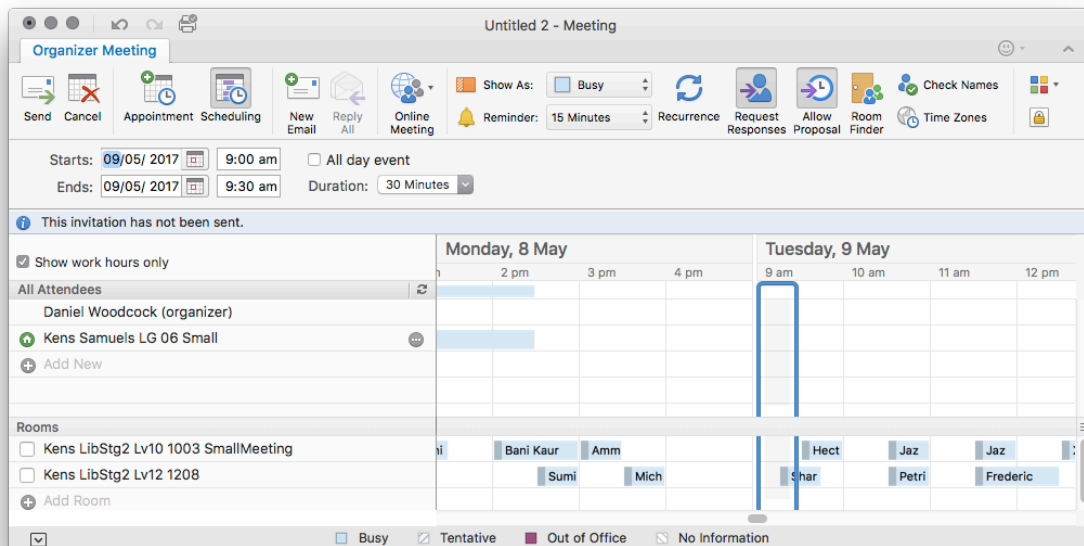 Untitled 2 - Meeting
Organizer Meeting
Send Cancel Appointment Scheduling New Email Reply All Online Meeting Show As: Busy Recurrence Request Responses Allow Proposal Room Finder Check Names
Reminder: 15 Minutes Time Zones
Starts: 09/05/ 2017 9:00 am All day event
Ends: 09/05/ 2017 9:30 am Duration: 30 Minutes
This invitation has not been sent.
Monday, 8 May Tuesday, 9 May
Show work hours only
2 pm 3 pm 4 pm 9 am 10 am 11 am 12 pm
All Attendees
Daniel Woodcock (organizer)
Kens Samuels LG 06 Small
Add New
Rooms
Kens LibStg2 Lv10 1003 SmallMeeting Bani Kaur Amm Hect Jaz Jaz
Kens LibStg2 Lv12 1208 Sumi Mich Shar Petri Frederic
Add Room
Busy Tentative Out of Office No Information